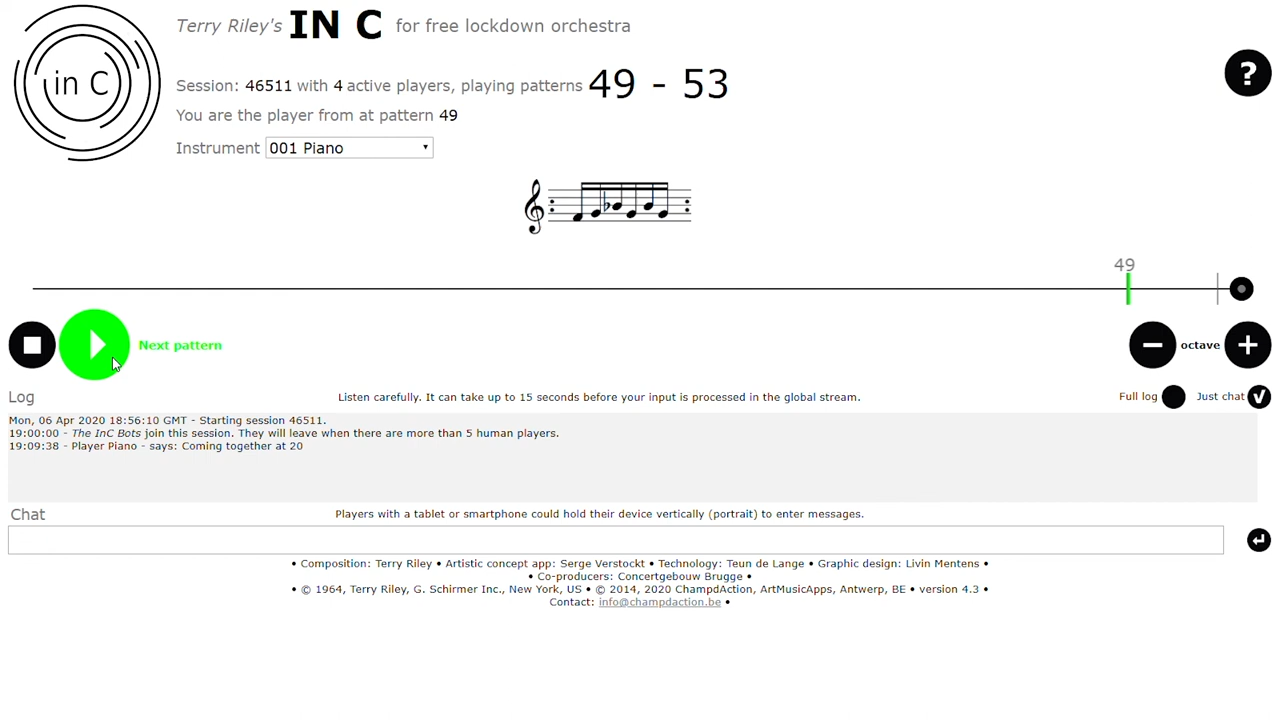 in C
Terry Riley's IN C for free lockdown orchestra
Session: 46511 with 4 active players, playing patterns 49 - 53
You are the player from at pattern 49
Instrument 001 Piano
?
49
Next pattern
octave
Log
Listen carefully. It can take up to 15 seconds before your input is processed in the global stream.
Full log
Just chat
Mon, 06 Apr 2020 18:56:10 GMT - Starting session 46511.
19:00:00 - The InC Bots join this session. They will leave when there are more than 5 human players.
19:09:38 - Player Piano - says: Coming together at 20
Chat
Players with a tablet or smartphone could hold their device vertically (portrait) to enter messages.
• Composition: Terry Riley • Artistic concept app: Serge Verstockt • Technology: Teun de Lange • Graphic design: Livin Mentens •
• Co-producers: Concertgebouw Brugge •
• © 1964, Terry Riley, G. Schirmer Inc., New York, US • © 2014, 2020 ChampdAction, ArtMusicApps, Antwerp, BE • version 4.3 •
Contact: info@champdaction.be •